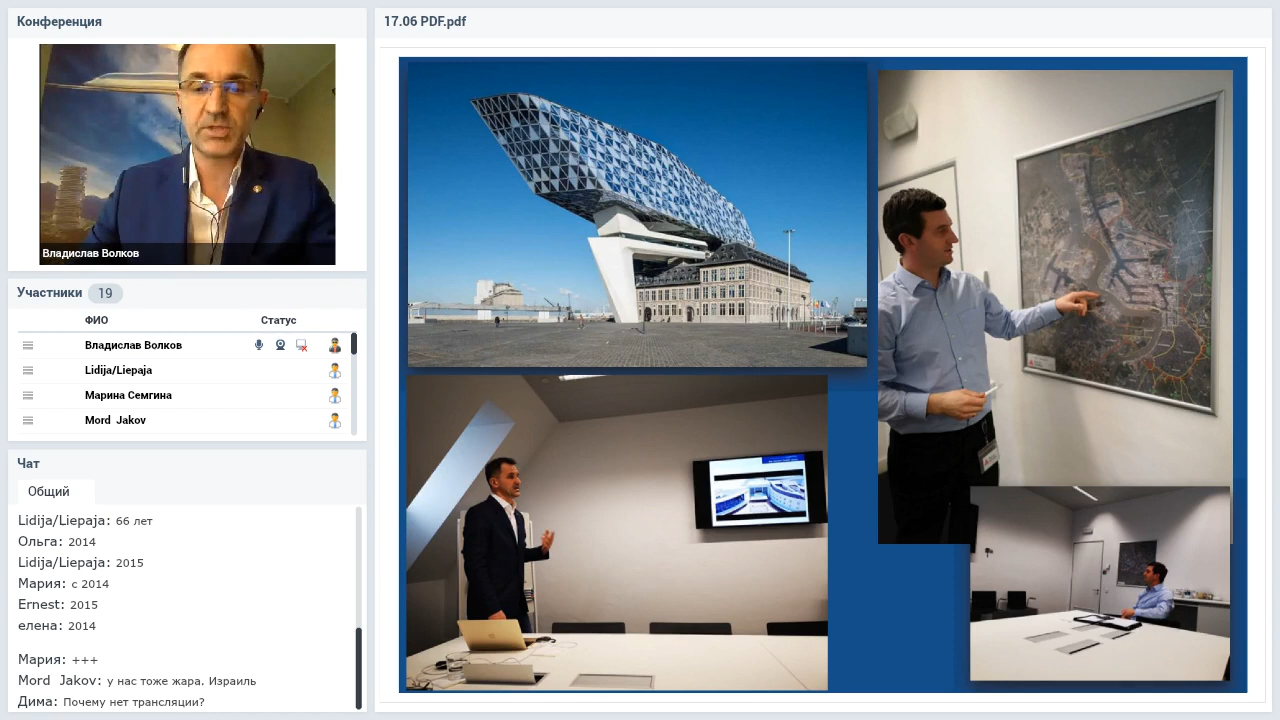 Конференция
Владислав Волков
Участники 19
ФИО Статус
Владислав Волков
Lidija/Liepaja
Марина Семгина
Mord Jakov
Чат
Общий
Lidija/Liepaja: 66 лет
Ольга: 2014
Lidija/Liepaja: 2015
Мария: с 2014
Ernest: 2015
елена: 2014
Мария: +++
Mord Jakov: у нас тоже жара. Израиль
Дима: Почему нет трансляции?
17.06 PDF.pdf